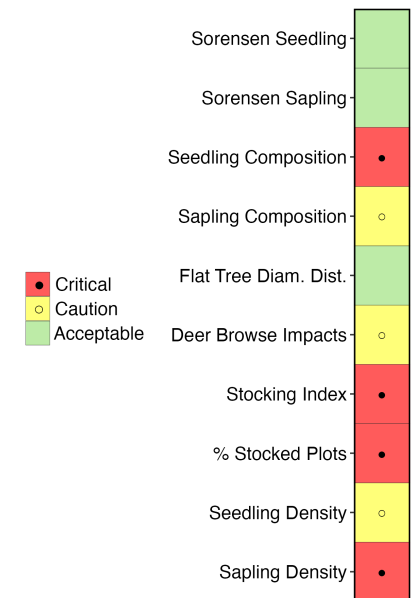 Sorensen Seedling
Sorensen Sapling
Seedling Composition
Sapling Composition
Flat Tree Diam. Dist.
Deer Browse Impacts
Stocking Index
% Stocked Plots
Seedling Density
Sapling Density
Critical
Caution
Acceptable